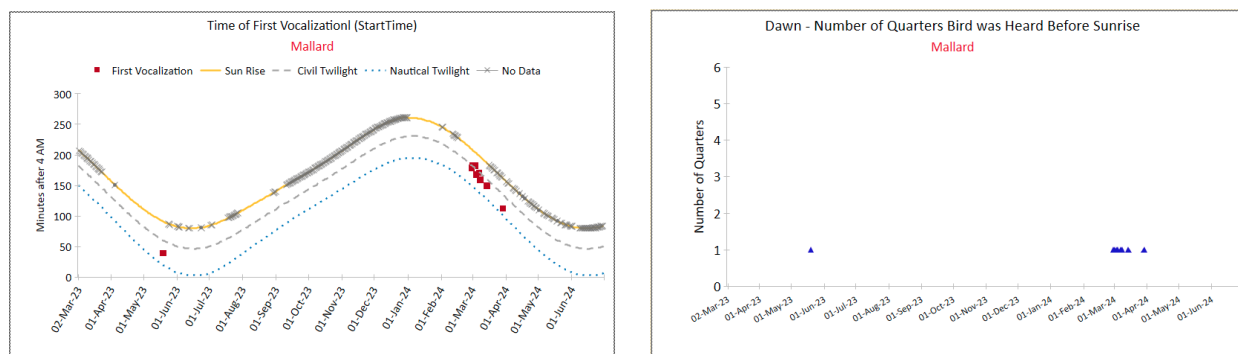 Time of First Vocalizationl (StartTime)
Mallard
First Vocalization Sun Rise Civil Twilight Nautical Twilight No Data
Minutes after 4 AM
300
250
200
150
100
50
0
02-Mar-23
01-Apr-23
01-May-23
01-Jun-23
01-Jul-23
01-Aug-23
01-Sep-23
01-Oct-23
01-Nov-23
01-Dec-23
01-Jan-24
01-Feb-24
01-Mar-24
01-Apr-24
01-May-24
01-Jun-24
Dawn - Number of Quarters Bird was Heard Before Sunrise
Mallard
Number of Quarters
6
5
4
3
2
1
0
02-Mar-23
01-Apr-23
01-May-23
01-Jun-23
01-Jul-23
01-Aug-23
01-Sep-23
01-Oct-23
01-Nov-23
01-Dec-23
01-Jan-24
01-Feb-24
01-Mar-24
01-Apr-24
01-May-24
01-Jun-24